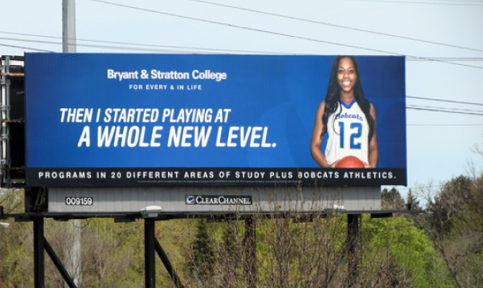 Bryant & Stratton College
FOR EVERY & IN LIFE
THEN I STARTED PLAYING AT
A WHOLE NEW LEVEL.
Bobcats
12
PROGRAMS IN 20 DIFFERENT AREAS OF STUDY PLUS BOBCATS ATHLETICS.
009159
CLEARCHANNEL